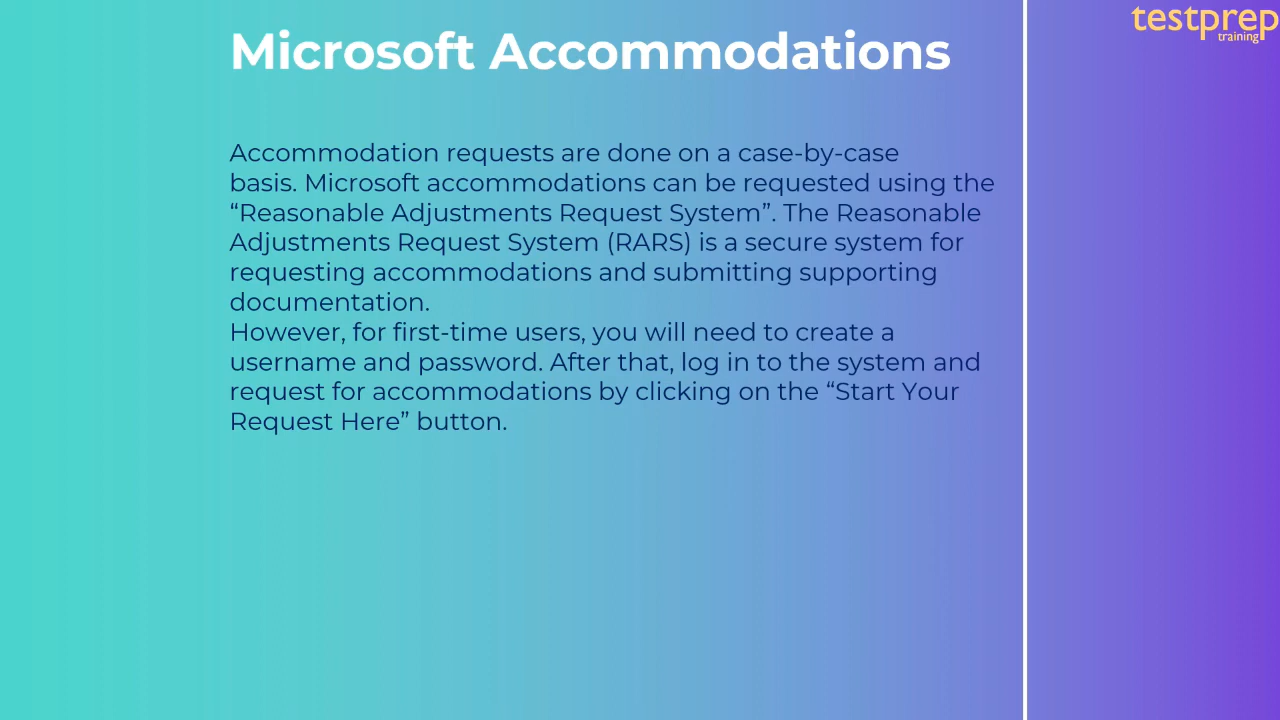 testprep
training
Microsoft Accommodations
Accommodation requests are done on a case-by-case
basis. Microsoft accommodations can be requested using the
“Reasonable Adjustments Request System”. The Reasonable
Adjustments Request System (RARS) is a secure system for
requesting accommodations and submitting supporting
documentation.
However, for first-time users, you will need to create a
username and password. After that, log in to the system and
request for accommodations by clicking on the “Start Your
Request Here” button.